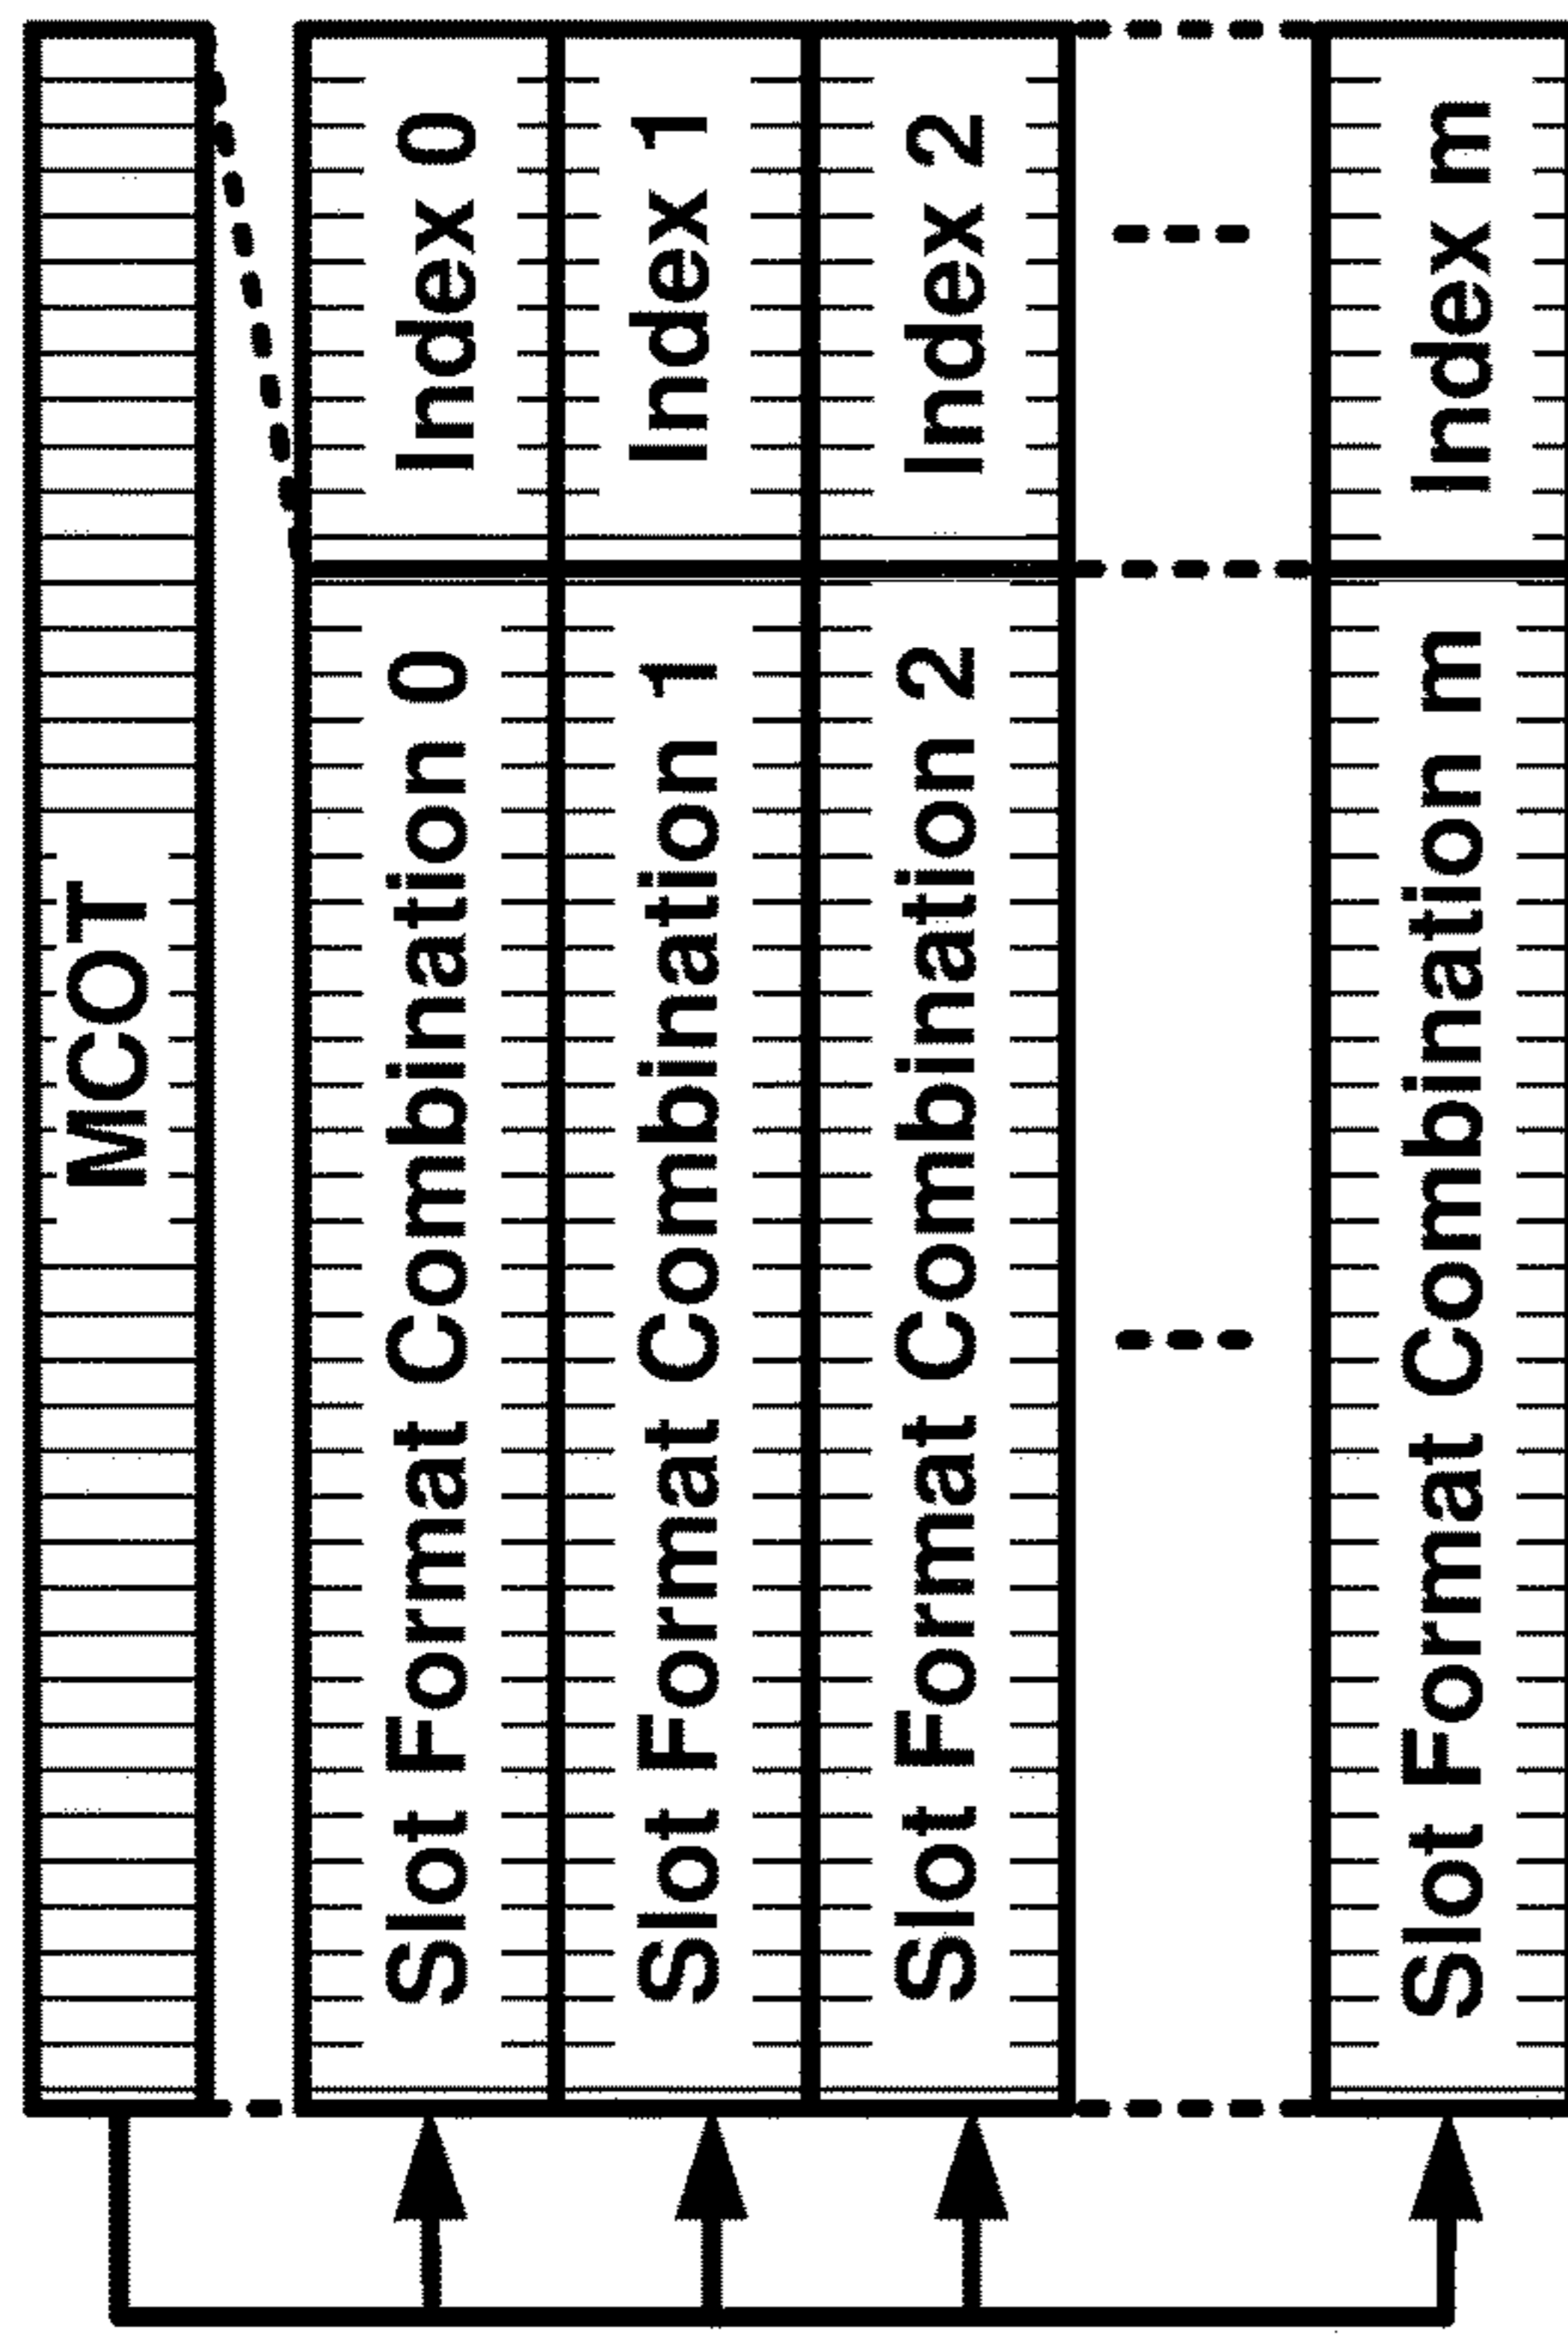 MCOT
Slot Format Combination 0
Index 0
Slot Format Combination 1
Index 1
Slot Format Combination 2
Index 2
Slot Format Combination m
Index m